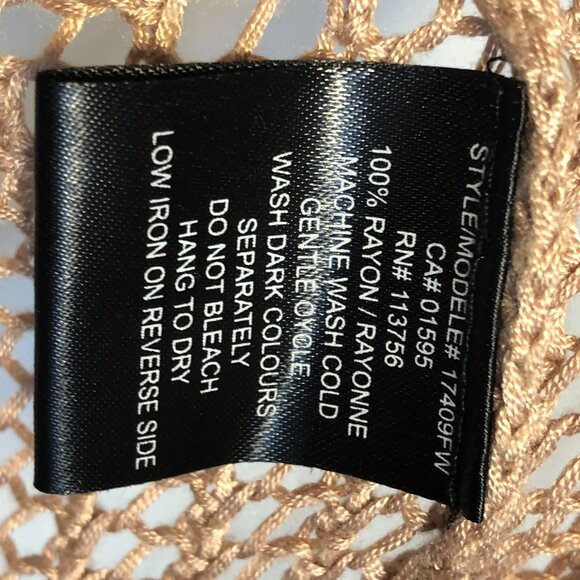 STYLE/MODELE# 17409FW
CA# 01595
RN# 113756
100% RAYON / RAYONNE
MACHINE WASH COLD
GENTLE CYCLE
WASH DARK COLOURS
SEPARATELY
DO NOT BLEACH
HANG TO DRY
LOW IRON ON REVERSE SIDE